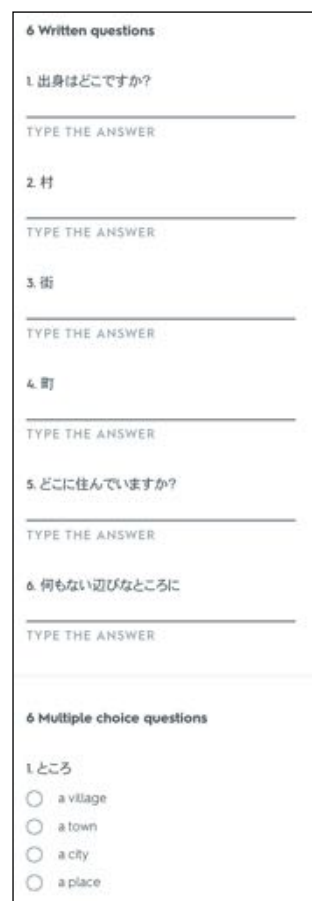 6 Written questions
1. 出身はどこですか?
TYPE THE ANSWER
2. 村
TYPE THE ANSWER
3. 街
TYPE THE ANSWER
4. 町
TYPE THE ANSWER
5. どこに住んでいますか?
TYPE THE ANSWER
6. 何もない辺びなところに
TYPE THE ANSWER
6 Multiple choice questions
1. ところ
a village
a town
a city
a place